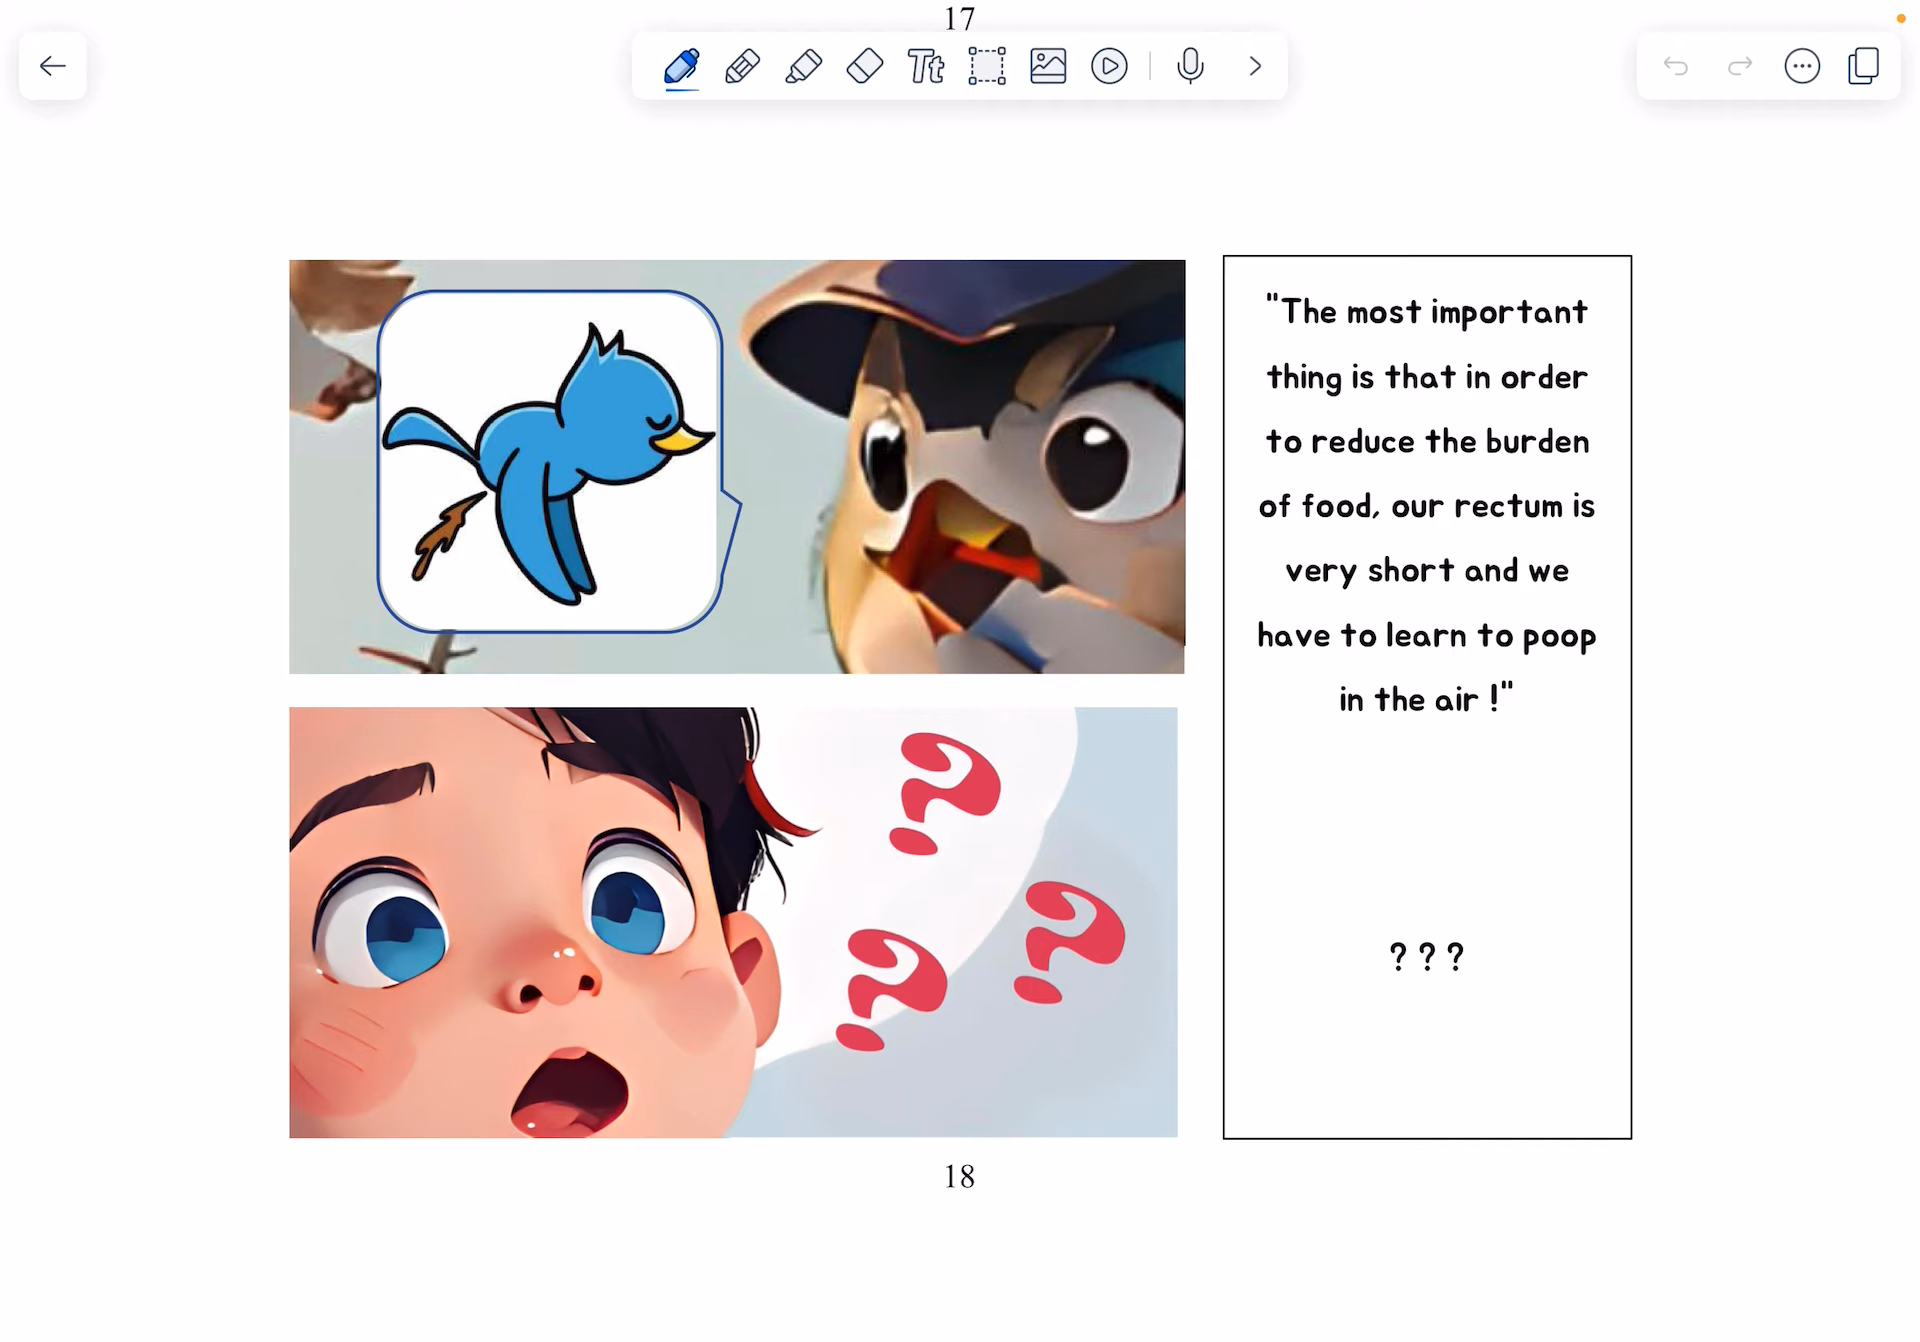 17
Tt
"The most important
thing is that in order
to reduce the burden
of food, our rectum is
very short and we
have to learn to poop
in the air !"
? ? ?
? ? ?
18